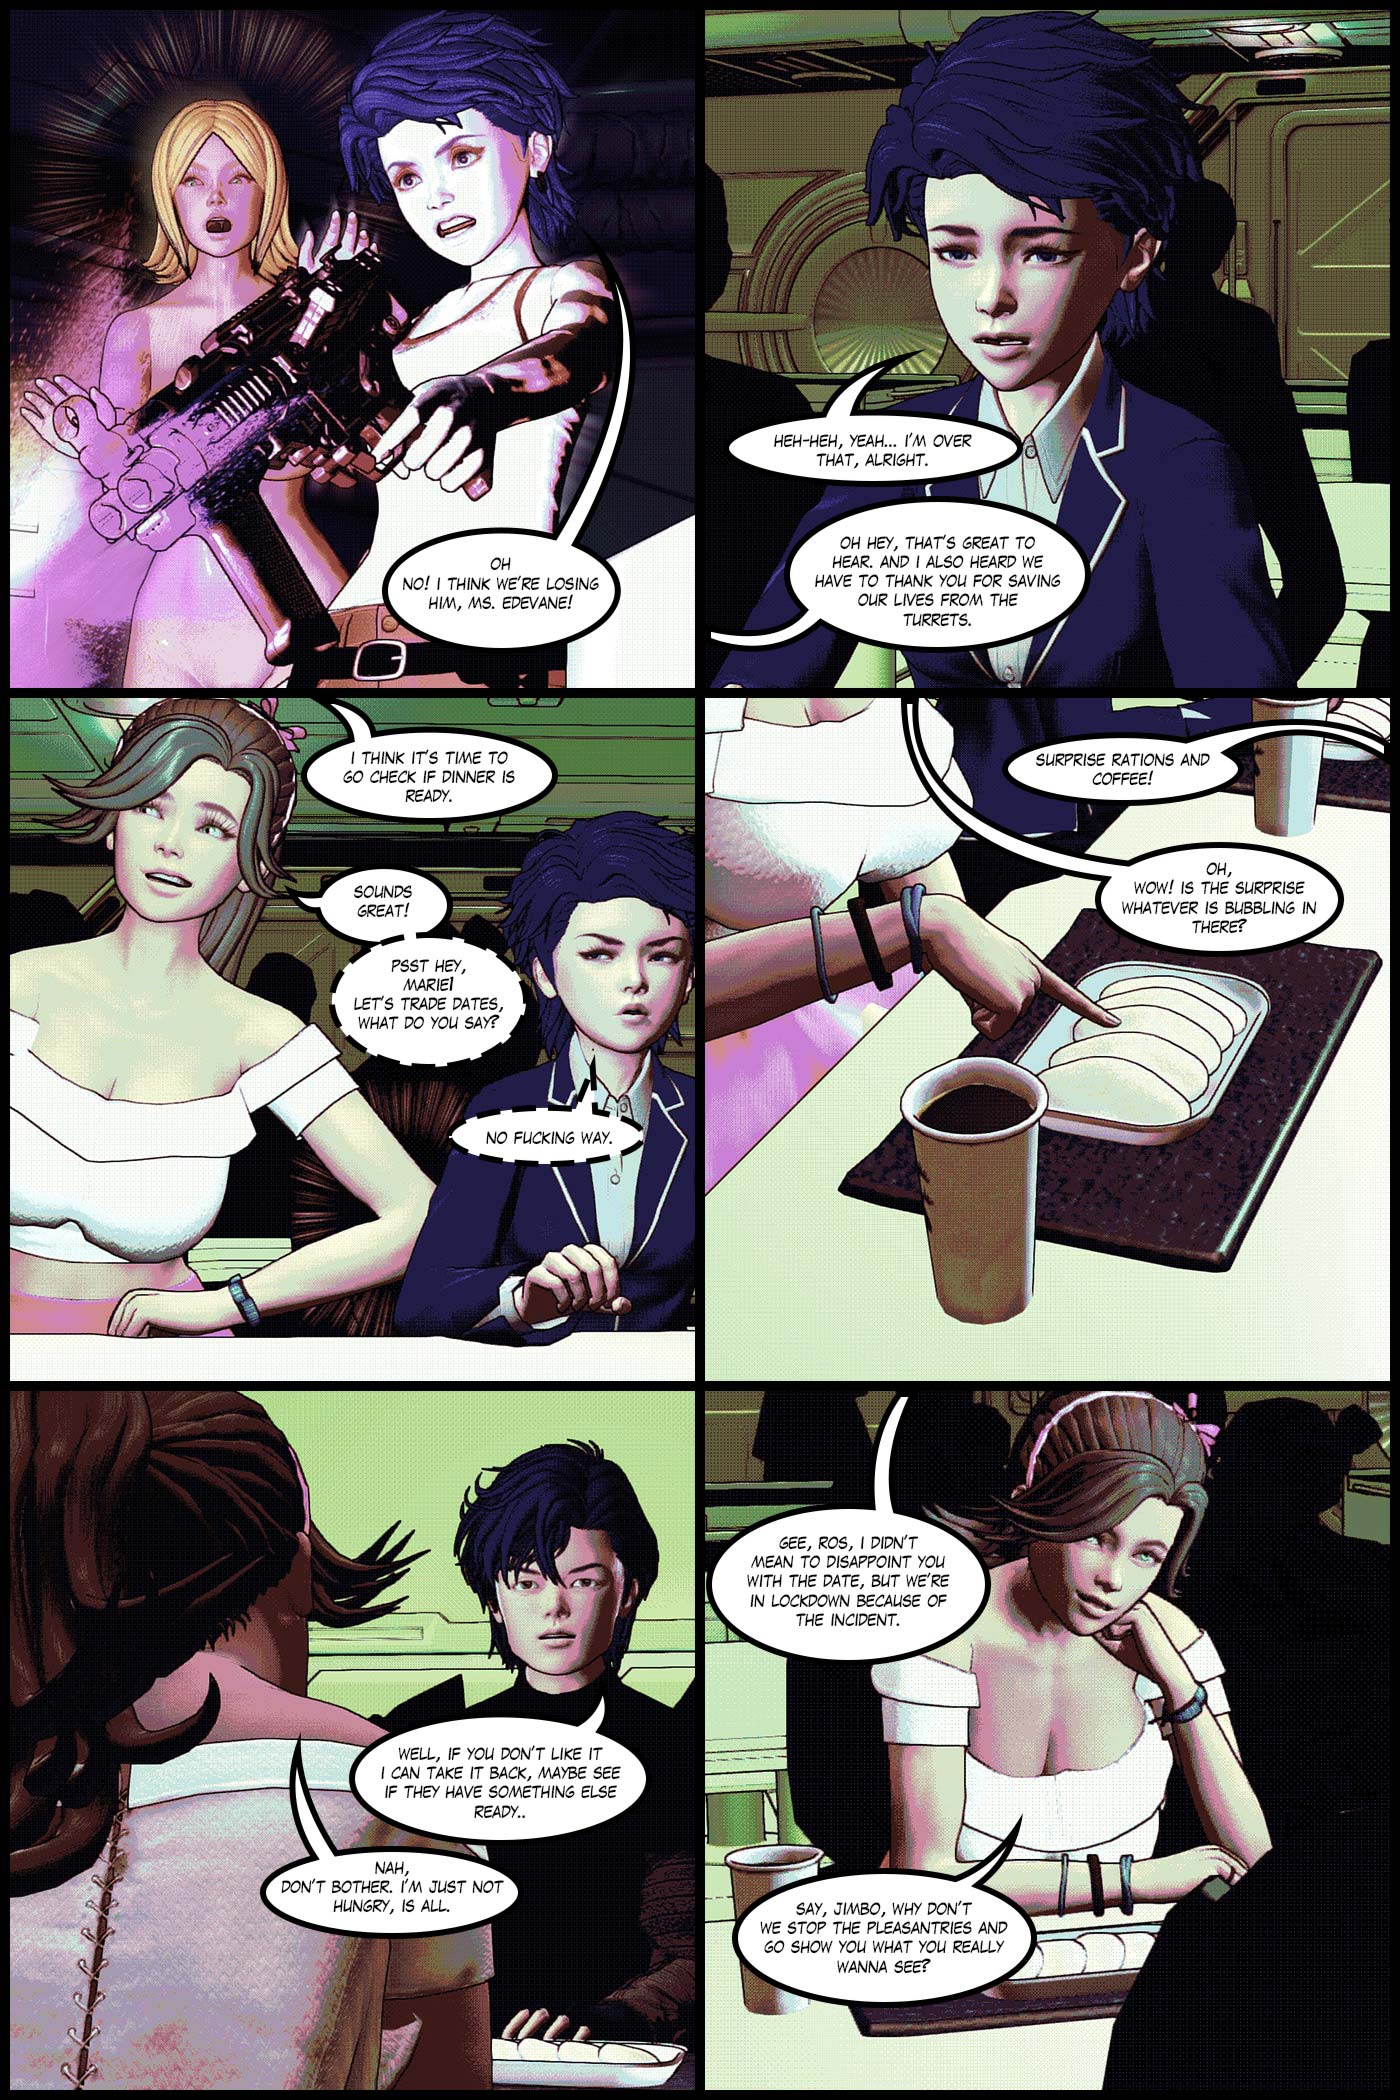 OH
NO! I THINK WE'RE LOSING
HIM, MS. EDEVANE!
HEH-HEH, YEAH... I'M OVER
THAT, ALRIGHT.
OH HEY, THAT'S GREAT TO
HEAR. AND I ALSO HEARD WE
HAVE TO THANK YOU FOR SAVING
OUR LIVES FROM THE
TURRETS.
I THINK IT'S TIME TO
GO CHECK IF DINNER IS
READY.
SOUNDS
GREAT!
PSST HEY,
MARIE!
LET'S TRADE DATES,
WHAT DO YOU SAY?
NO FUCKING WAY.
SURPRISE RATIONS AND
COFFEE!
OH,
WOW! IS THE SURPRISE
WHATEVER IS BUBBLING IN
THERE?
WELL, IF YOU DON'T LIKE IT
I CAN TAKE IT BACK, MAYBE SEE
IF THEY HAVE SOMETHING ELSE
READY..
NAH,
DON'T BOTHER. I'M JUST NOT
HUNGRY, IS ALL.
GEE, ROS, I DIDN'T
MEAN TO DISAPPOINT YOU
WITH THE DATE, BUT WE'RE
IN LOCKDOWN BECAUSE OF
THE INCIDENT.
SAY, JIMBO, WHY DON'T
WE STOP THE PLEASANTRIES AND
GO SHOW YOU WHAT YOU REALLY
WANNA SEE?